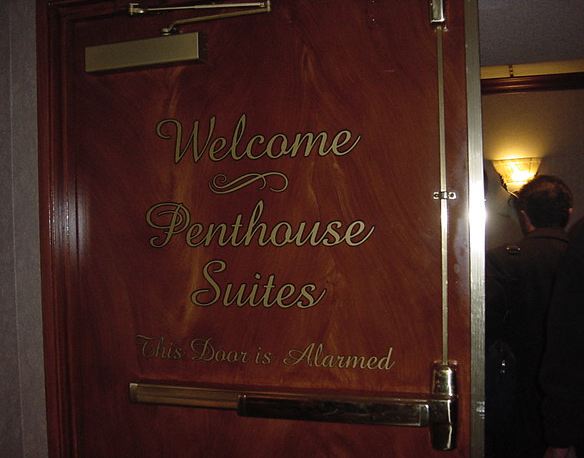 Welcome
Penthouse
Suites
This Door is Alarmed